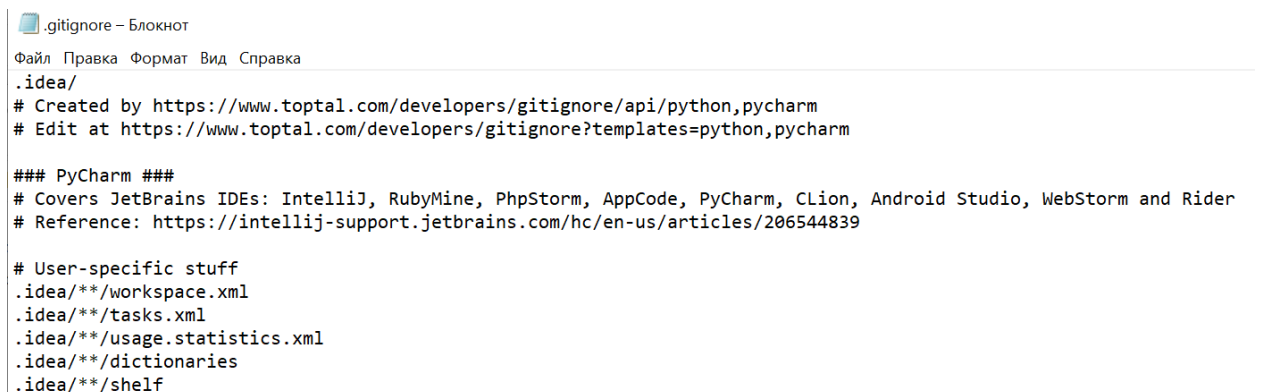 .gitignore – Блокнот
Файл Правка Формат Вид Справка
.idea/
# Created by https://www.toptal.com/developers/gitignore/api/python,pycharm
# Edit at https://www.toptal.com/developers/gitignore?templates=python,pycharm
### PyCharm ###
# Covers JetBrains IDEs: IntelliJ, RubyMine, PhpStorm, AppCode, PyCharm, CLion, Android Studio, WebStorm and Rider
# Reference: https://intellij-support.jetbrains.com/hc/en-us/articles/206544839
# User-specific stuff
.idea/**/workspace.xml
.idea/**/tasks.xml
.idea/**/usage.statistics.xml
.idea/**/dictionaries
.idea/**/shelf